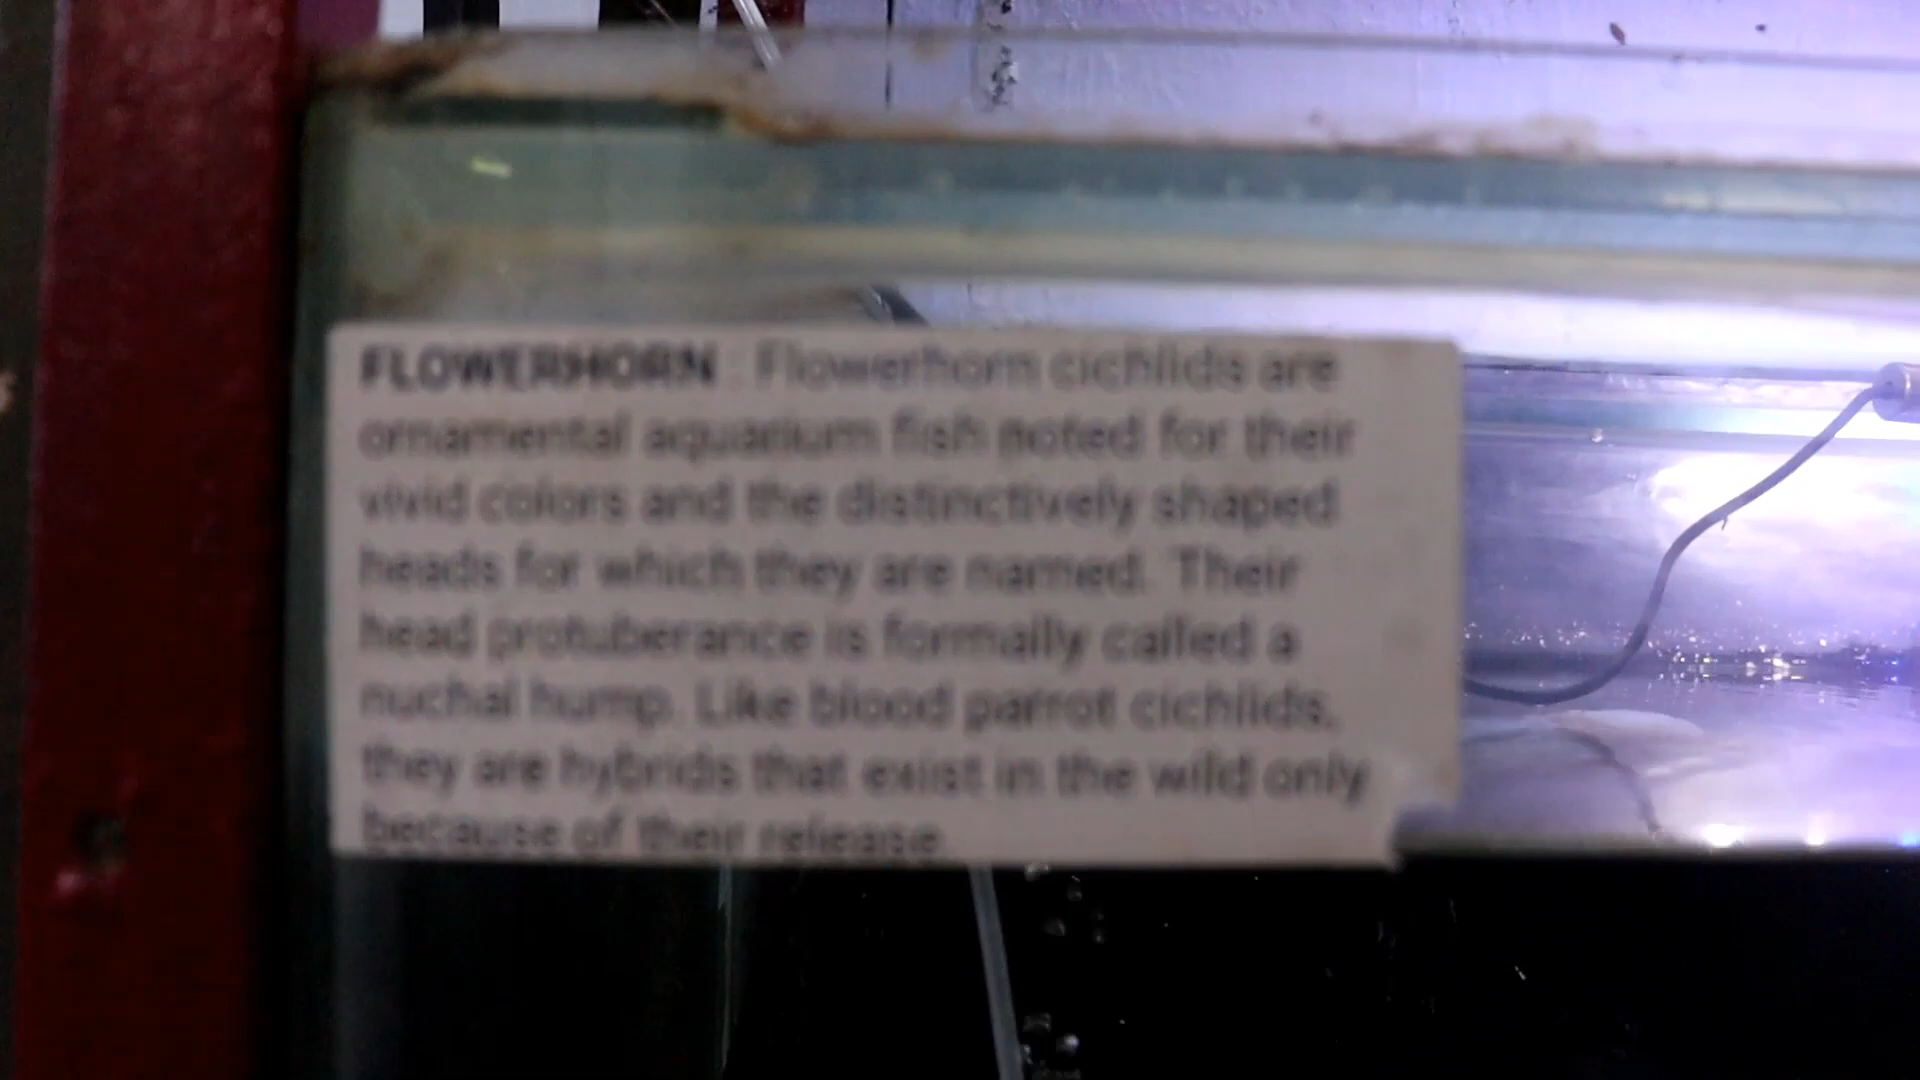 FLOWERHORN : Flowerhorn cichlids are
ornamental aquarium fish noted for their
vivid colors and the distinctively shaped
heads for which they are named. Their
head protuberance is formally called a
nuchal hump. Like blood parrot cichlids,
they are hybrids that exist in the wild only
because of their release.